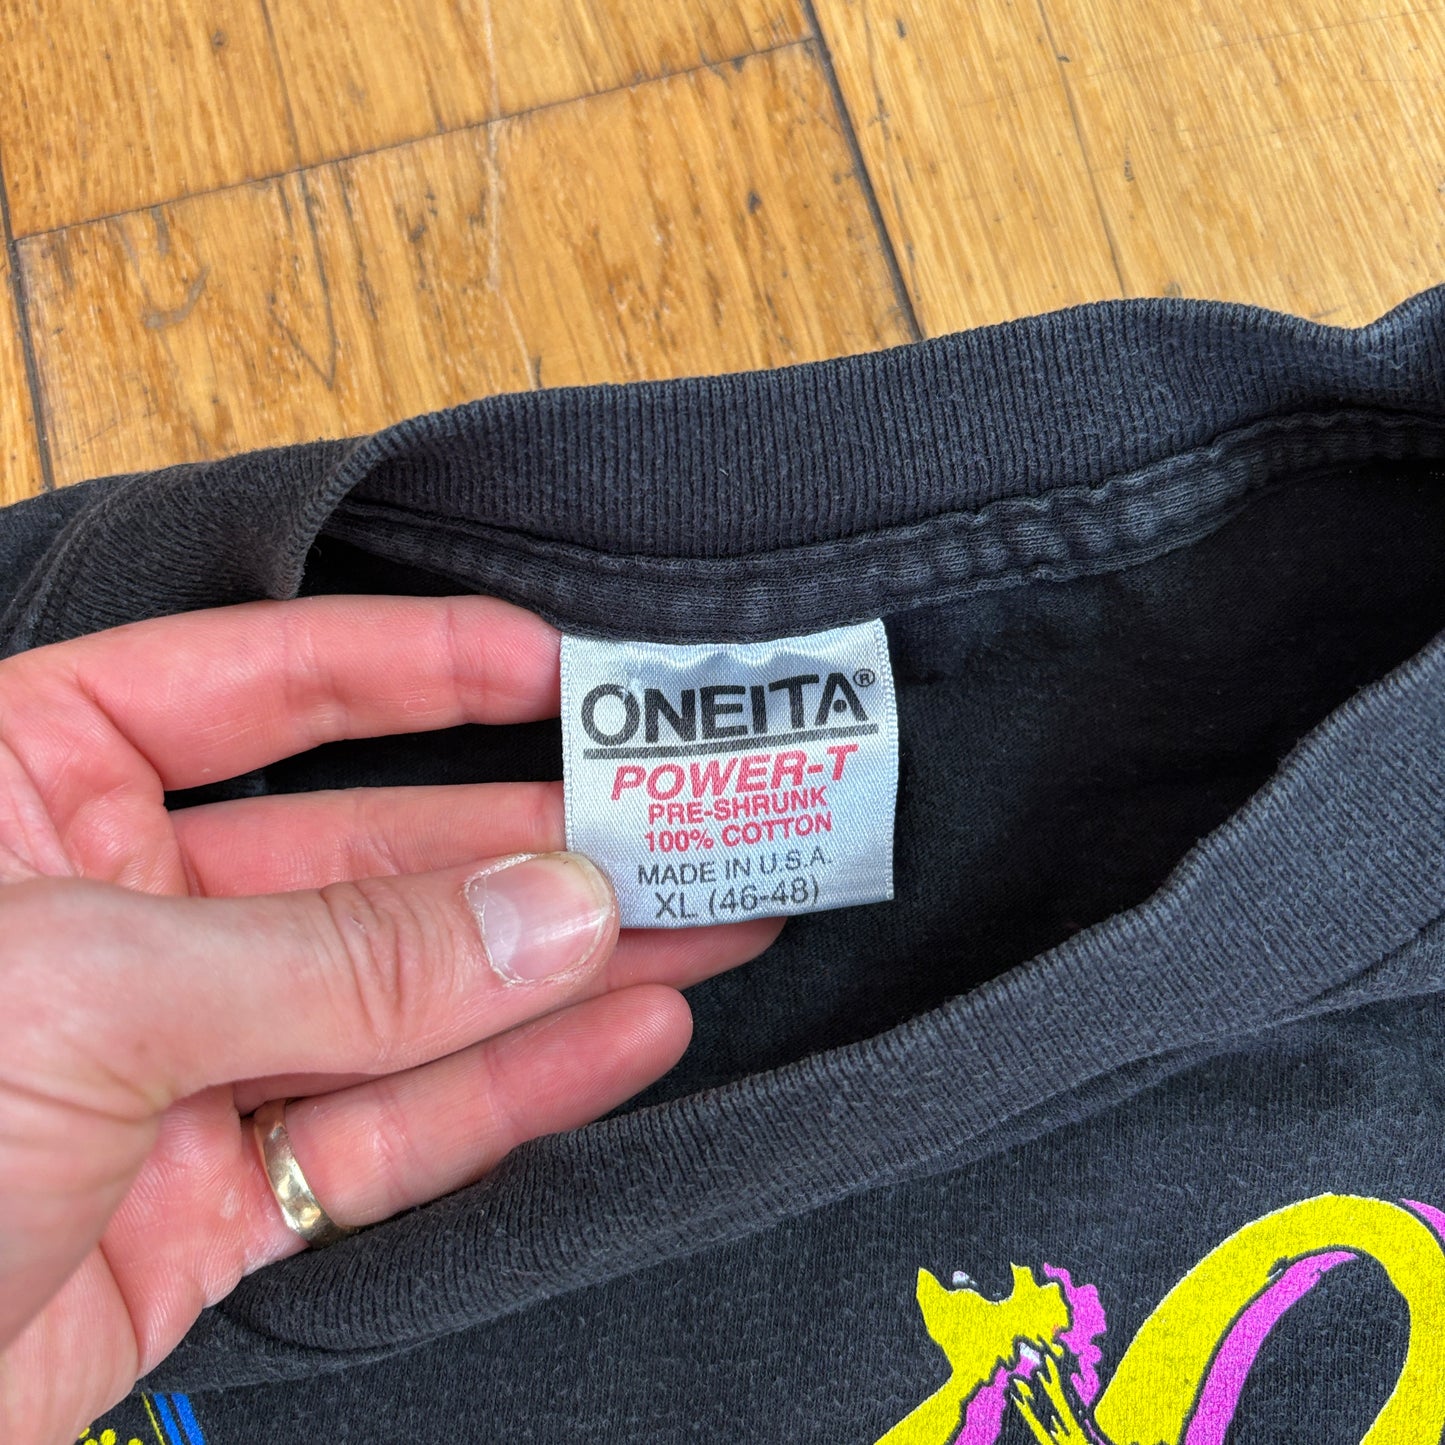 ONEITA®
POWER-T
PRE-SHRUNK
100% COTTON
MADE IN U.S.A.
XL (46-48)